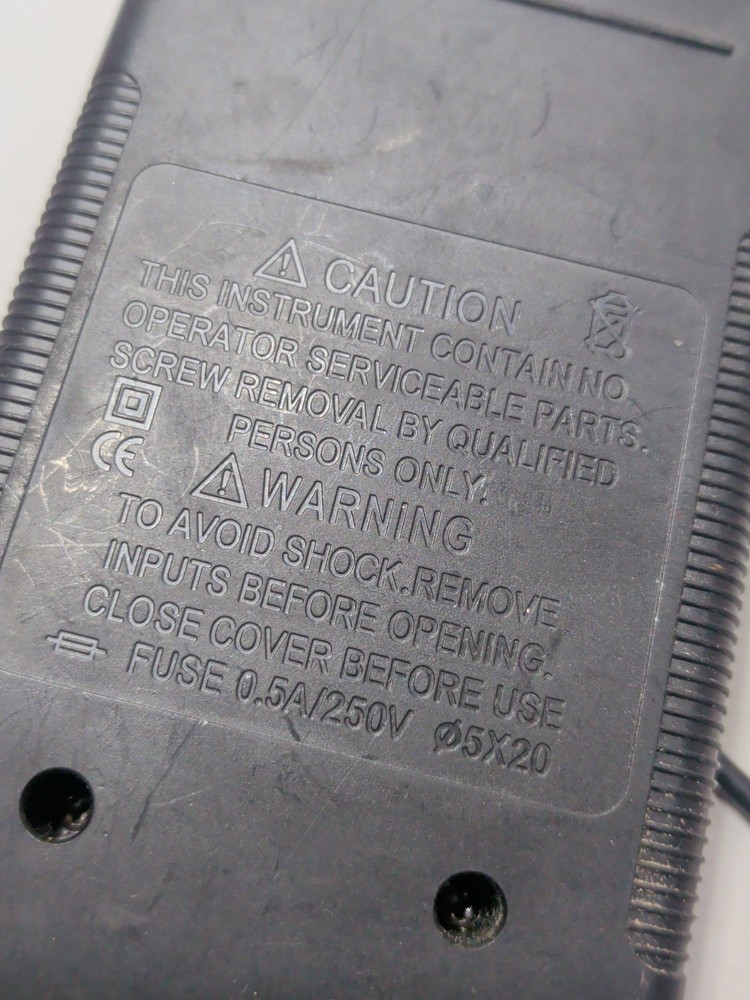 CAUTION
THIS INSTRUMENT CONTAIN NO
OPERATOR SERVICEABLE PARTS.
SCREW REMOVAL BY QUALIFIED
PERSONS ONLY.
CE
WARNING
TO AVOID SHOCK.REMOVE
INPUTS BEFORE OPENING.
CLOSE COVER BEFORE USE
FUSE 0.5A/250V Ø5X20